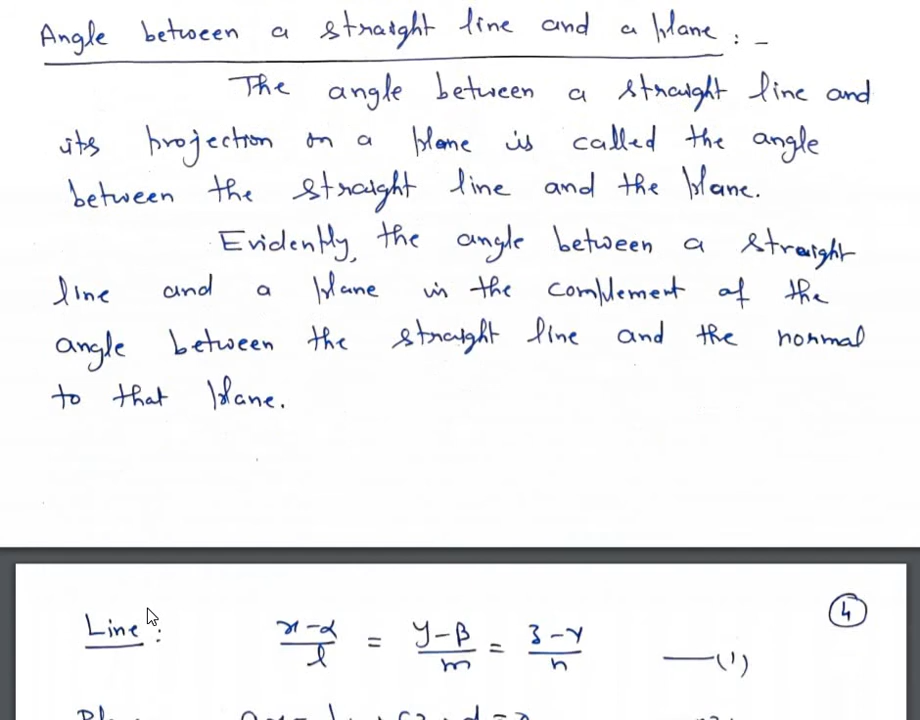 Angle between a straight line and a plane : -
The angle between a straight line and
its projection on a plane is called the angle
between the straight line and the plane.
Evidently, the angle between a straight
line and a plane is the complement of the
angle between the straight line and the normal
to that plane.
4
Line : x-α/l = y-β/m = z-γ/n —(1)